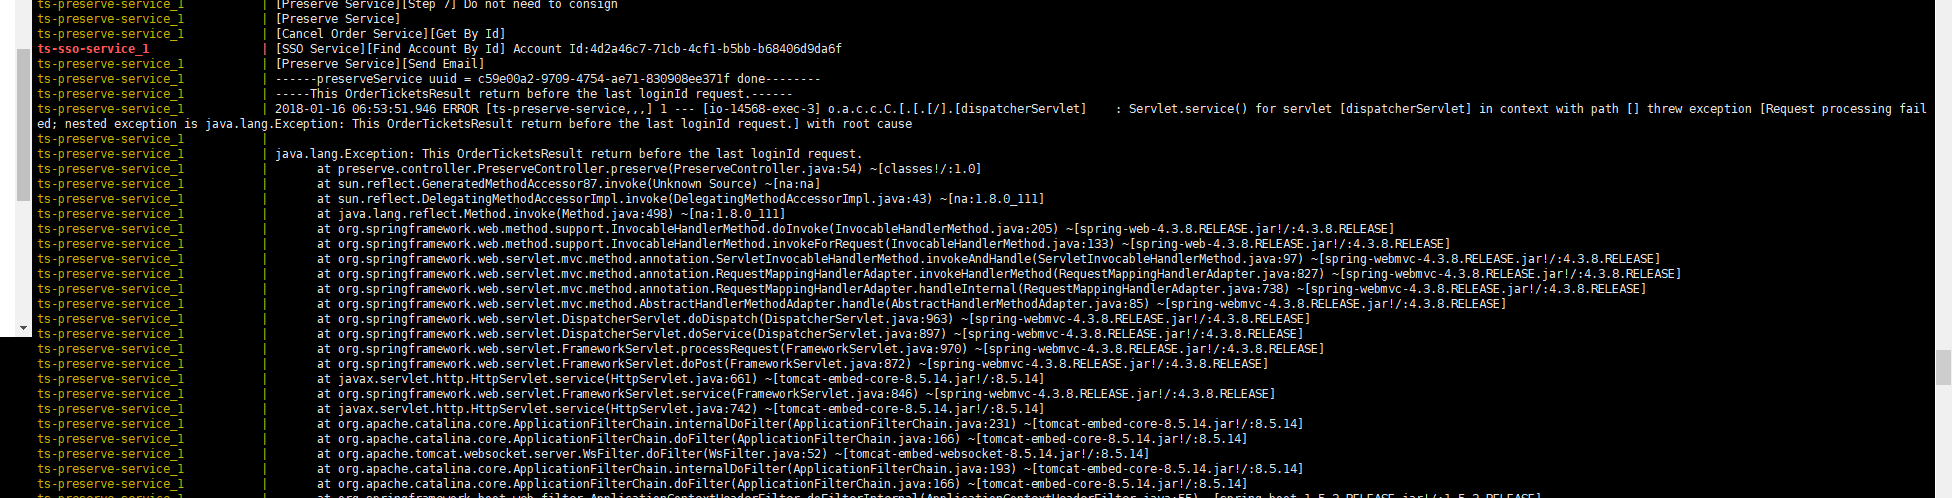 ts-preserve-service_1 | [Preserve Service][Step 7] Do not need to consign
ts-preserve-service_1 | [Preserve Service]
ts-preserve-service_1 | [Cancel Order Service][Get By Id]
ts-sso-service_1 | [SSO Service][Find Account By Id] Account Id:4d2a46c7-71cb-4cf1-b5bb-b68406d9da6f
ts-preserve-service_1 | [Preserve Service][Send Email]
ts-preserve-service_1 | ------preserveService uuid = c59e00a2-9709-4754-ae71-830908ee371f done--------
ts-preserve-service_1 | -----This OrderTicketsResult return before the last loginId request.------
ts-preserve-service_1 | 2018-01-16 06:53:51.946 ERROR [ts-preserve-service,,,] 1 --- [io-14568-exec-3] o.a.c.c.C.[.[.[/].[dispatcherServlet] : Servlet.service() for servlet [dispatcherServlet] in context with path [] threw exception [Request processing fail
ed; nested exception is java.lang.Exception: This OrderTicketsResult return before the last loginId request.] with root cause
ts-preserve-service_1 |
ts-preserve-service_1 | java.lang.Exception: This OrderTicketsResult return before the last loginId request.
ts-preserve-service_1 | at preserve.controller.PreserveController.preserve(PreserveController.java:54) ~[classes!/:1.0]
ts-preserve-service_1 | at sun.reflect.GeneratedMethodAccessor87.invoke(Unknown Source) ~[na:na]
ts-preserve-service_1 | at sun.reflect.DelegatingMethodAccessorImpl.invoke(DelegatingMethodAccessorImpl.java:43) ~[na:1.8.0_111]
ts-preserve-service_1 | at java.lang.reflect.Method.invoke(Method.java:498) ~[na:1.8.0_111]
ts-preserve-service_1 | at org.springframework.web.method.support.InvocableHandlerMethod.doInvoke(InvocableHandlerMethod.java:205) ~[spring-web-4.3.8.RELEASE.jar!/:4.3.8.RELEASE]
ts-preserve-service_1 | at org.springframework.web.method.support.InvocableHandlerMethod.invokeForRequest(InvocableHandlerMethod.java:133) ~[spring-web-4.3.8.RELEASE.jar!/:4.3.8.RELEASE]
ts-preserve-service_1 | at org.springframework.web.servlet.mvc.method.annotation.ServletInvocableHandlerMethod.invokeAndHandle(ServletInvocableHandlerMethod.java:97) ~[spring-webmvc-4.3.8.RELEASE.jar!/:4.3.8.RELEASE]
ts-preserve-service_1 | at org.springframework.web.servlet.mvc.method.annotation.RequestMappingHandlerAdapter.invokeHandlerMethod(RequestMappingHandlerAdapter.java:827) ~[spring-webmvc-4.3.8.RELEASE.jar!/:4.3.8.RELEASE]
ts-preserve-service_1 | at org.springframework.web.servlet.mvc.method.annotation.RequestMappingHandlerAdapter.handleInternal(RequestMappingHandlerAdapter.java:738) ~[spring-webmvc-4.3.8.RELEASE.jar!/:4.3.8.RELEASE]
ts-preserve-service_1 | at org.springframework.web.servlet.mvc.method.AbstractHandlerMethodAdapter.handle(AbstractHandlerMethodAdapter.java:85) ~[spring-webmvc-4.3.8.RELEASE.jar!/:4.3.8.RELEASE]
ts-preserve-service_1 | at org.springframework.web.servlet.DispatcherServlet.doDispatch(DispatcherServlet.java:963) ~[spring-webmvc-4.3.8.RELEASE.jar!/:4.3.8.RELEASE]
ts-preserve-service_1 | at org.springframework.web.servlet.DispatcherServlet.doService(DispatcherServlet.java:897) ~[spring-webmvc-4.3.8.RELEASE.jar!/:4.3.8.RELEASE]
ts-preserve-service_1 | at org.springframework.web.servlet.FrameworkServlet.processRequest(FrameworkServlet.java:970) ~[spring-webmvc-4.3.8.RELEASE.jar!/:4.3.8.RELEASE]
ts-preserve-service_1 | at org.springframework.web.servlet.FrameworkServlet.doPost(FrameworkServlet.java:872) ~[spring-webmvc-4.3.8.RELEASE.jar!/:4.3.8.RELEASE]
ts-preserve-service_1 | at javax.servlet.http.HttpServlet.service(HttpServlet.java:661) ~[tomcat-embed-core-8.5.14.jar!/:8.5.14]
ts-preserve-service_1 | at org.springframework.web.servlet.FrameworkServlet.service(FrameworkServlet.java:846) ~[spring-webmvc-4.3.8.RELEASE.jar!/:4.3.8.RELEASE]
ts-preserve-service_1 | at javax.servlet.http.HttpServlet.service(HttpServlet.java:742) ~[tomcat-embed-core-8.5.14.jar!/:8.5.14]
ts-preserve-service_1 | at org.apache.catalina.core.ApplicationFilterChain.internalDoFilter(ApplicationFilterChain.java:231) ~[tomcat-embed-core-8.5.14.jar!/:8.5.14]
ts-preserve-service_1 | at org.apache.catalina.core.ApplicationFilterChain.doFilter(ApplicationFilterChain.java:166) ~[tomcat-embed-core-8.5.14.jar!/:8.5.14]
ts-preserve-service_1 | at org.apache.tomcat.websocket.server.WsFilter.doFilter(WsFilter.java:52) ~[tomcat-embed-websocket-8.5.14.jar!/:8.5.14]
ts-preserve-service_1 | at org.apache.catalina.core.ApplicationFilterChain.internalDoFilter(ApplicationFilterChain.java:193) ~[tomcat-embed-core-8.5.14.jar!/:8.5.14]
ts-preserve-service_1 | at org.apache.catalina.core.ApplicationFilterChain.doFilter(ApplicationFilterChain.java:166) ~[tomcat-embed-core-8.5.14.jar!/:8.5.14]
ts-preserve-service_1 | at org.springframework.boot.web.filter.ApplicationContextHeaderFilter.doFilterInternal(ApplicationContextHeaderFilter.java:55) ~[spring-boot-1.5.3.RELEASE.jar!/:1.5.3.RELEASE]